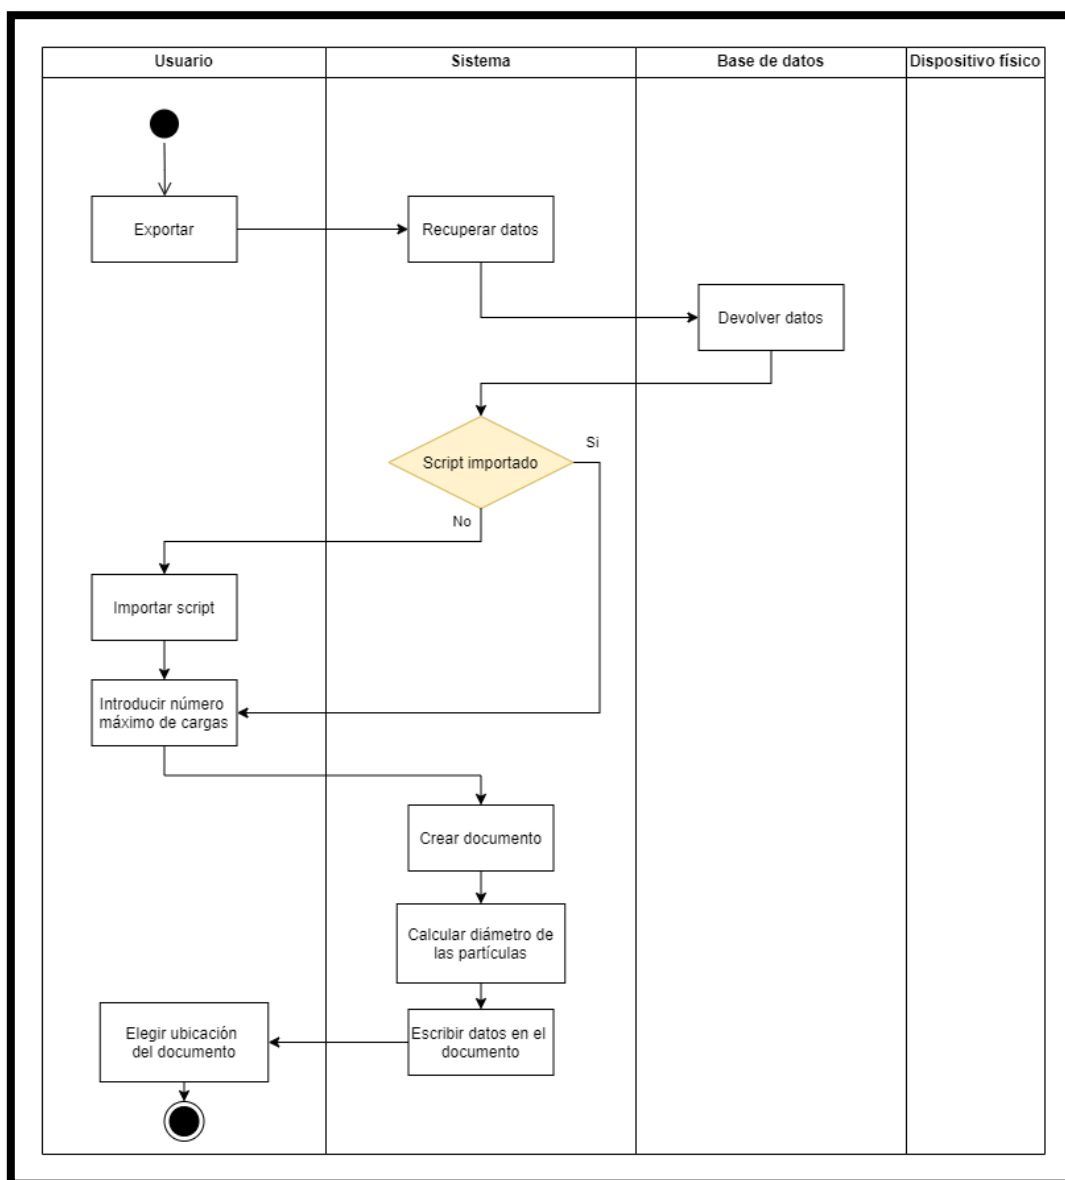 Usuario
Sistema
Base de datos
Dispositivo físico
Exportar
Recuperar datos
Devolver datos
Script importado
Si
No
Importar script
Introducir número
máximo de cargas
Crear documento
Calcular diámetro de
las partículas
Escribir datos en el
documento
Elegir ubicación
del documento